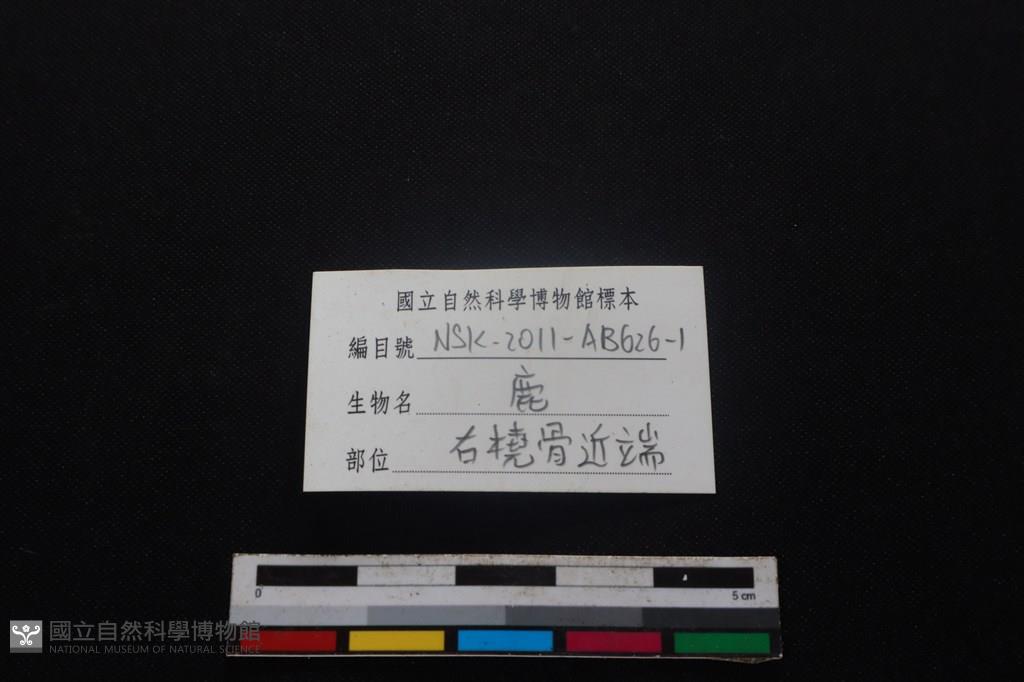 國立自然科學博物館標本
編目號 NSK-2011-AB626-1
生物名 鹿
部位 右橈骨近端
0 5 cm
國立自然科學博物館
NATIONAL MUSEUM OF NATURAL SCIENCE